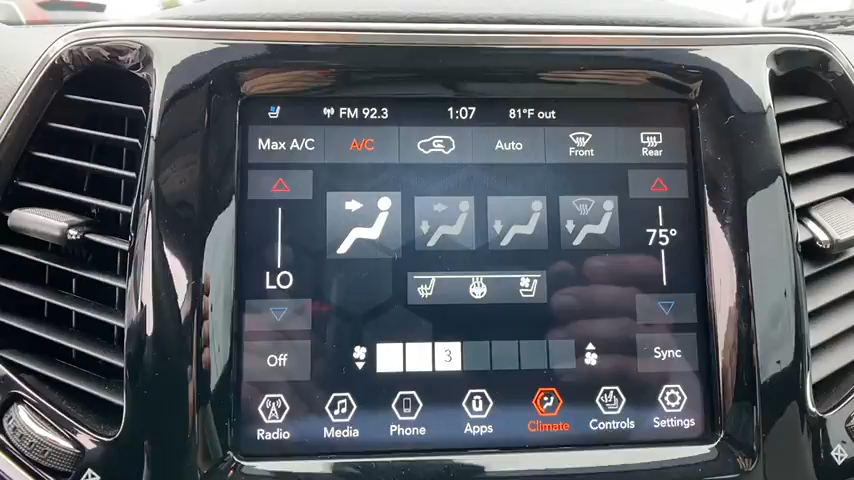 FM 92.3 1:07 81°F out
Max A/C A/C Auto Front Rear
75°
LO
3
Off Sync
Radio Media Phone Apps Climate Controls Settings